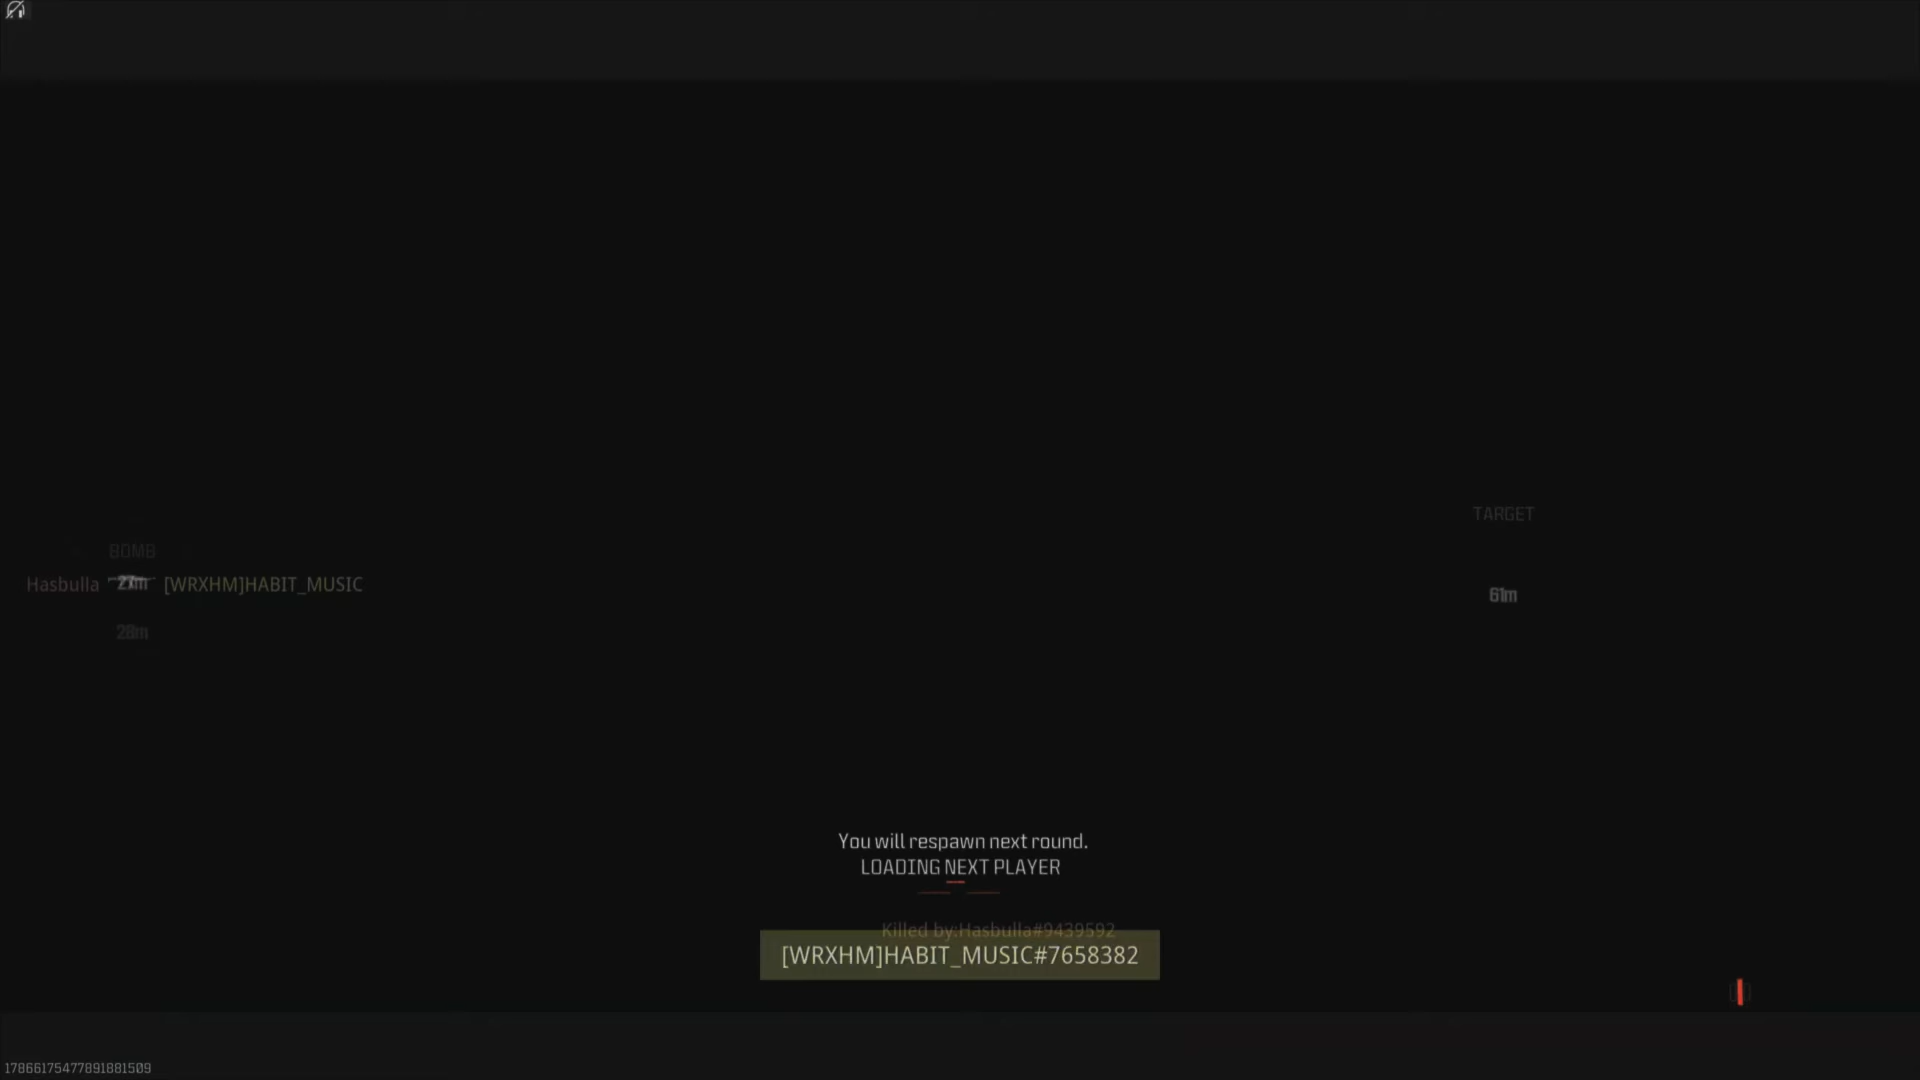 TARGET
BOMB
Hasbulla 27m [WRXHM]HABIT_MUSIC
61m
28m
You will respawn next round.
LOADING NEXT PLAYER
Killed by:Hasbulla#9439592
[WRXHM]HABIT_MUSIC#7658382
17866175477891881509